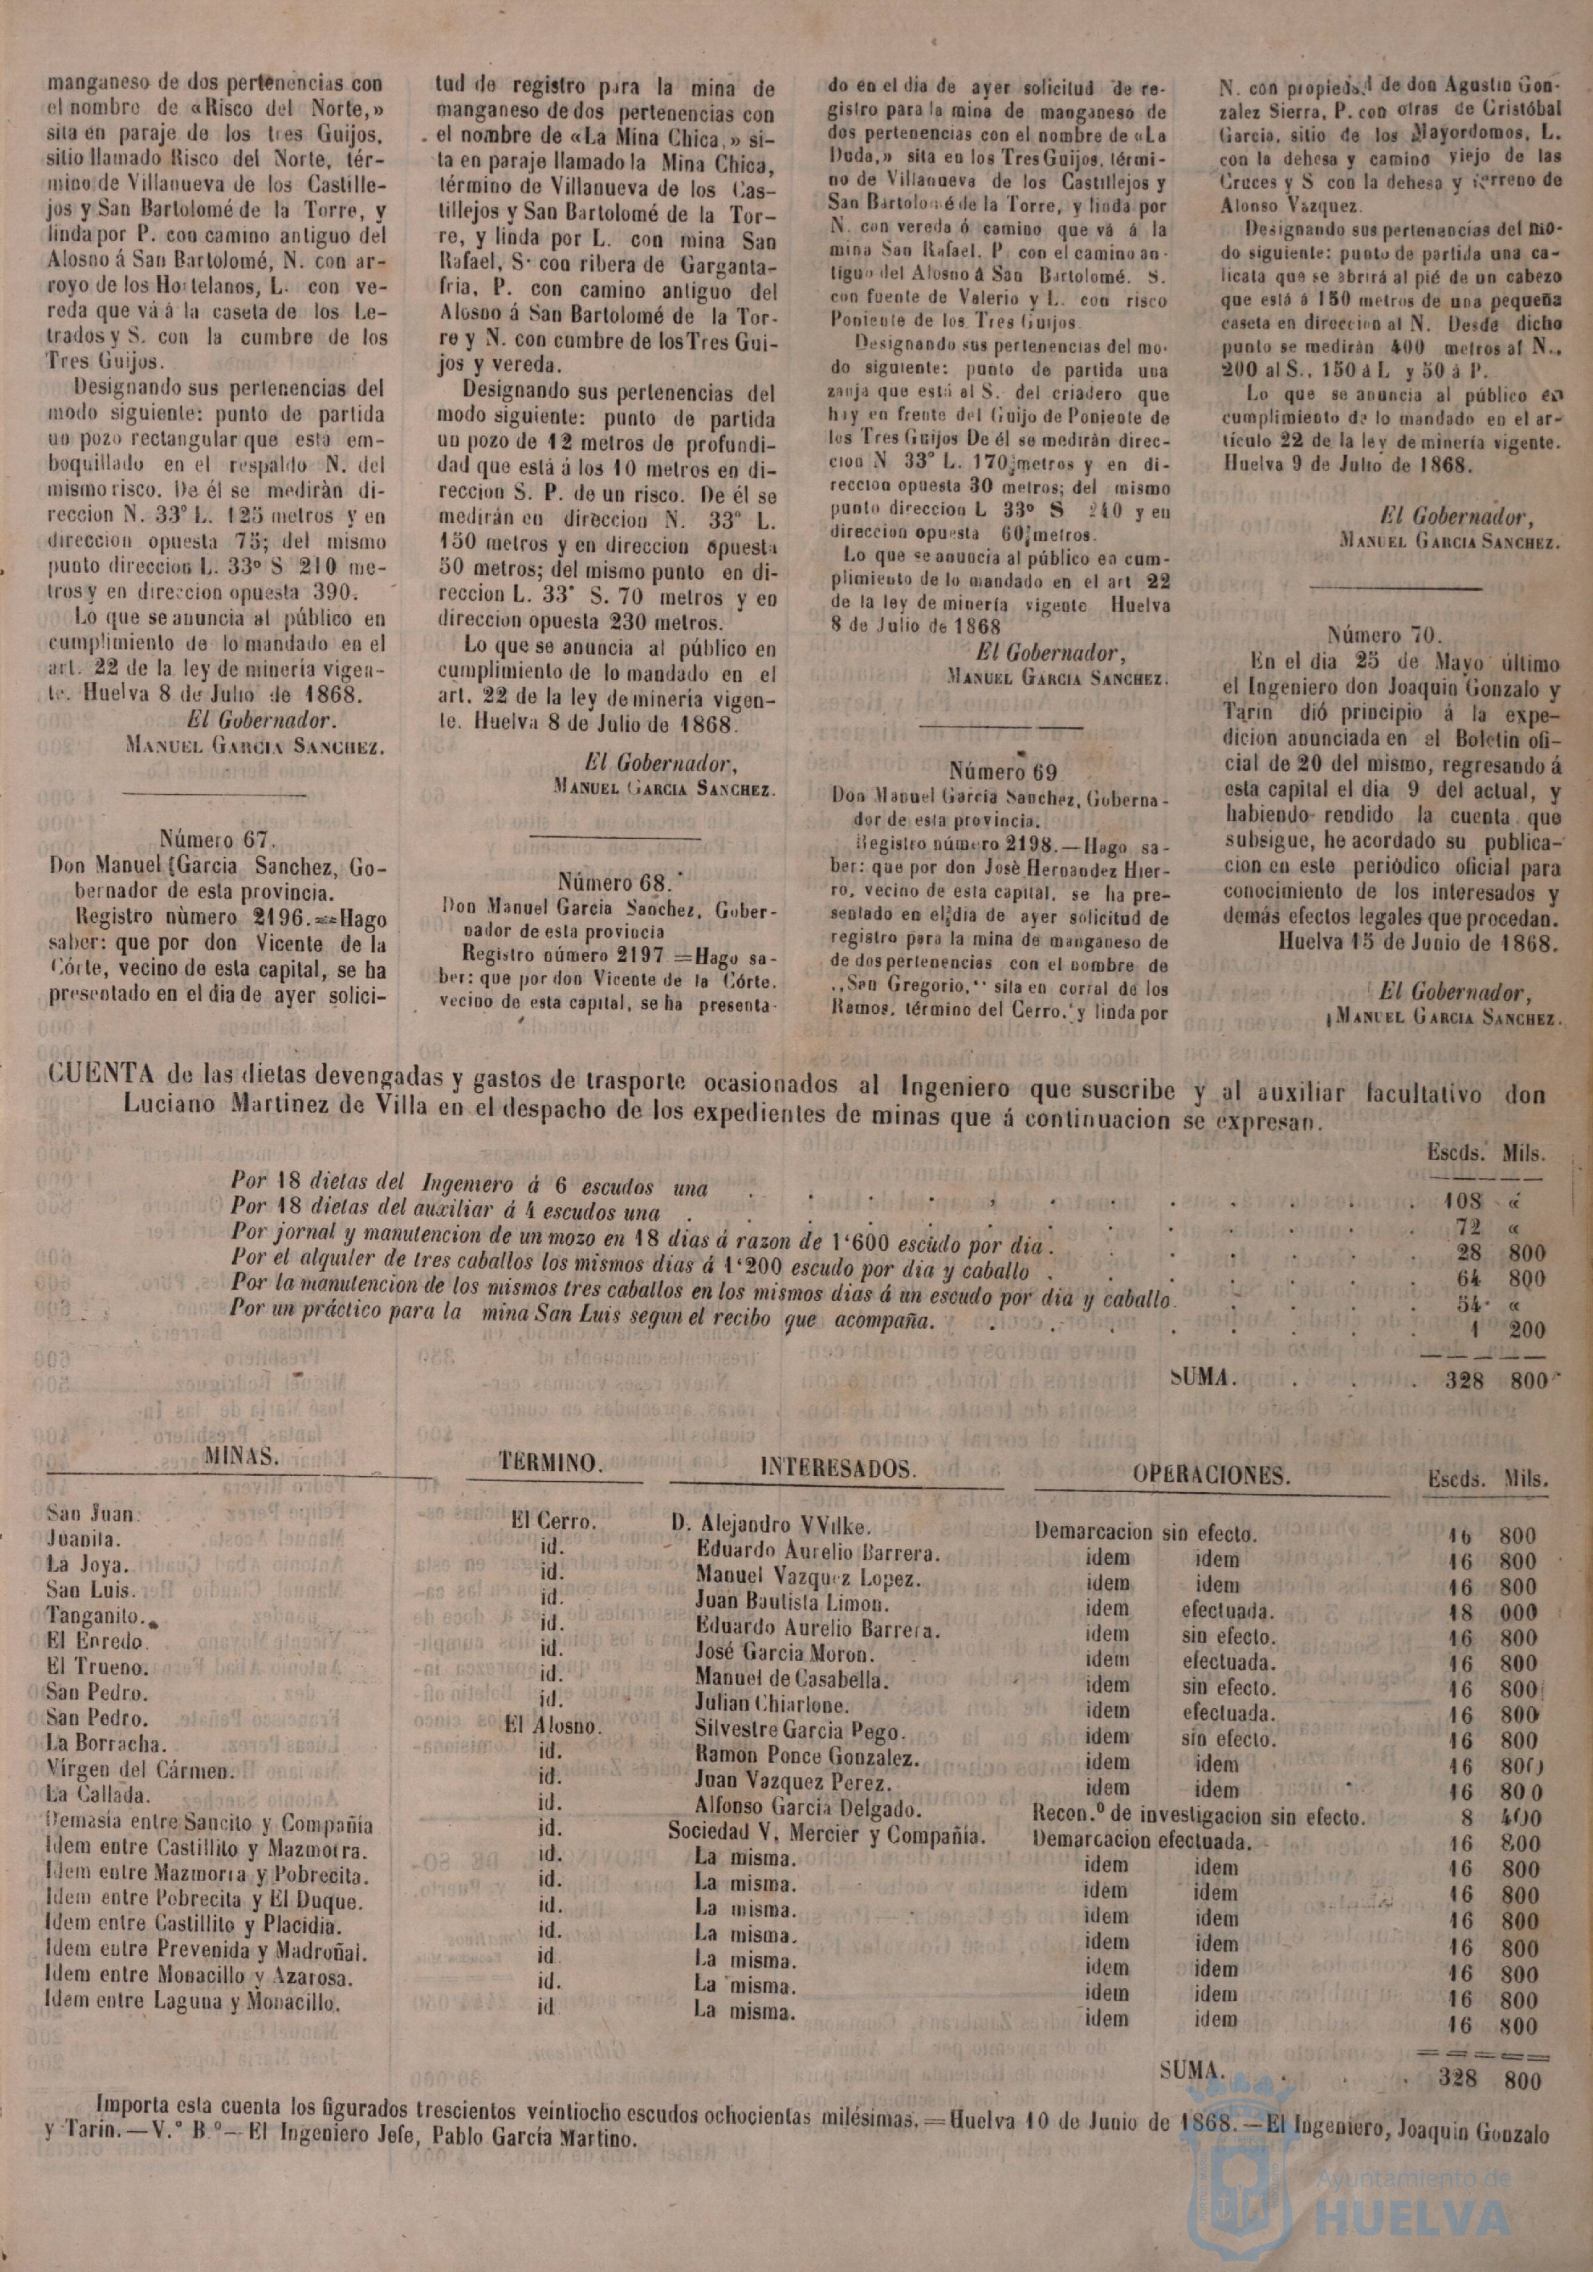 manganeso de dos pertenencias con
el nombre de «Risco del Norte,»
sita en paraje de los tres Guijos,
sitio llamado Risco del Norte, tér-
mino de Villanueva de los Castille-
jos y San Bartolomé de la Torre, y
linda por P. con camino antiguo del
Alosno á San Bartolomé, N. con ar-
royo de los Hortelanos, L. con ve-
reda que vá á la caseta de los Le-
trados y S. con la cumbre de los
Tres Guijos.
Designando sus pertenencias del
modo siguiente: punto de partida
un pozo rectangular que está em-
boquillado en el respaldo N. del
mismo risco. De él se mediràn di-
reccion N. 33° L. 125 metros y en
direccion opuesta 75; del mismo
punto direccion L. 33° S 210 me-
tros y en direccion opuesta 390.
Lo que se anuncia al público en
cumplimiento de lo mandado en el
art. 22 de la ley de minería vigen-
te. Huelva 8 de Julio de 1868.
El Gobernador.
MANUEL GARCIA SANCHEZ.
Número 67.
Don Manuel Garcia Sanchez, Go-
bernador de esta provincia.
Registro número 2196.==Hago
saber: que por don Vicente de la
Córte, vecino de esta capital, se ha
presentado en el dia de ayer solici-
tud de registro para la mina de
manganeso de dos pertenencias con
el nombre de «La Mina Chica,» si-
ta en paraje llamado la Mina Chica,
término de Villanueva de los Cas-
tillejos y San Bartolomé de la Tor-
re, y linda por L. con mina San
Rafael, S· con ribera de Garganta-
fria, P. con camino antiguo del
Alosno á San Bartolomé de la Tor-
re y N. con cumbre de los Tres Gui-
jos y vereda.
Designando sus pertenencias del
modo siguiente: punto de partida
un pozo de 12 metros de profundi-
dad que está á los 10 metros en di-
reccion S. P. de un risco. De él se
medirán en direccion N. 33° L.
150 metros y en direccion opuesta
50 metros; del mismo punto en di-
reccion L. 33° S. 70 metros y en
direccion opuesta 230 metros.
Lo que se anuncia al público en
cumplimiento de lo mandado en el
art. 22 de la ley de minería vigen-
te. Huelva 8 de Julio de 1868.
El Gobernador,
MANUEL GARCIA SANCHEZ.
Número 68.
Don Manuel Garcia Sanchez, Gober-
nador de esta provincia
Registro número 2197 =Hago sa-
ber: que por don Vicente de la Córte,
vecino de esta capital, se ha presenta-
do en el dia de ayer solicitud de re-
gistro para la mina de manganeso de
dos pertenencias con el nombre de «La
Duda,» sita en los Tres Guijos, térmi-
no de Villanueva de los Castillejos y
San Bartolomé de la Torre, y linda por
N. con vereda ó camino que vá á la
mina San Rafael, P. con el camino an-
tiguo del Alosno á San Bartolomé. S.
con fuente de Valerio y L. con risco
Poniente de los Tres Guijos.
Designando sus pertenencias del mo-
do siguiente: punto de partida una
zanja que está al S. del criadero que
hay en frente del Guijo de Poniente de
los Tres Guijos De él se medirán direc-
cion N 33° L. 170 metros y en di-
reccion opuesta 30 metros; del mismo
punto direccion L 33° S 240 y en
direccion opuesta 60 metros.
Lo que se anuncia al público en cum-
plimiento de lo mandado en el art 22
de la ley de minería vigente Huelva
8 de Julio de 1868
El Gobernador,
MANUEL GARCIA SANCHEZ.
Número 69
Don Manuel Garcia Sanchez, Goberna-
dor de esta provincia.
Registro número 2198.—Hago sa-
ber: que por don Josè Hernandez Hier-
ro, vecino de esta capital, se ha pre-
sentado en el dia de ayer solicitud de
registro para la mina de manganeso de
de dos pertenencias con el nombre de
,,San Gregorio,“ sita en corral de los
Ramos, término del Cerro, y linda por
N. con propiedad de don Agustin Gon-
zalez Sierra, P. con otras de Cristóbal
Garcia, sitio de los Mayordomos, L.
con la dehesa y camino viejo de las
Cruces y S con la dehesa y terreno de
Alonso Vazquez.
Designando sus pertenencias del mo-
do siguiente: punto de partida una ca-
licata que se abrirá al pié de un cabezo
que está á 150 metros de una pequeña
caseta en direccion al N. Desde dicho
punto se medirán 400 metros al N.,
200 al S., 150 á L y 50 á P.
Lo que se anuncia al público en
cumplimiento de lo mandado en el ar-
tículo 22 de la ley de minería vigente.
Huelva 9 de Julio de 1868.
El Gobernador,
MANUEL GARCIA SANCHEZ.
Número 70.
En el dia 25 de Mayo último
el Ingeniero don Joaquin Gonzalo y
Tarin dió principio á la expe-
dicion anunciada en el Boletin ofi-
cial de 20 del mismo, regresando á
esta capital el dia 9 del actual, y
habiendo rendido la cuenta que
subsigue, he acordado su publica-
cion en este periódico oficial para
conocimiento de los interesados y
demás efectos legales que procedan.
Huelva 15 de Junio de 1868.
El Gobernador,
MANUEL GARCIA SANCHEZ.
CUENTA de las dietas devengadas y gastos de trasporte ocasionados al Ingeniero que suscribe y al auxiliar facultativo don
Luciano Martinez de Villa en el despacho de los expedientes de minas que á continuacion se expresan.
Escds. Mils.
Por 18 dietas del Ingeniero á 6 escudos una . . . . . . 108 «
Por 18 dietas del auxiliar á 4 escudos una . . . . . . 72 «
Por jornal y manutencion de un mozo en 18 dias á razon de 1‘600 escudo por dia. . . . 28 800
Por el alquiler de tres caballos los mismos dias á 1‘200 escudo por dia y caballo . . . 64 800
Por la manutencion de los mismos tres caballos en los mismos dias á un escudo por dia y caballo. . . . 54 «
Por un práctico para la mina San Luis segun el recibo que acompaña. . . . . 1 200
SUMA. . . . 328 800
MINAS. TÉRMINO. INTERESADOS. OPERACIONES. Escds. Mils.
San Juan. El Cerro. D. Alejandro VVilke. Demarcacion sin efecto. 16 800
Juanita. id. Eduardo Aurelio Barrera. idem idem 16 800
La Joya. id. Manuel Vazquez Lopez. idem idem 16 800
San Luis. id. Juan Bautista Limon. idem efectuada. 18 000
Tanganito. id. Eduardo Aurelio Barrera. idem sin efecto. 16 800
El Enredo. id. José Garcia Moron. idem efectuada. 16 800
El Trueno. id. Manuel de Casabella. idem sin efecto. 16 800
San Pedro. id. Julian Chiarlone. idem efectuada. 16 800
San Pedro. El Alosno. Silvestre Garcia Pego. idem sin efecto. 16 800
La Borracha. id. Ramon Ponce Gonzalez. idem idem 16 800
Vírgen del Cármen. id. Juan Vazquez Perez. idem idem 16 800
La Callada. id. Alfonso Garcia Delgado. Recon.º de investigacion sin efecto. 8 400
Demasía entre Sancito y Compañía id. Sociedad V. Mercier y Compañía. Demarcacion efectuada. 16 800
Idem entre Castillito y Mazmorra. id. La misma. idem idem 16 800
Idem entre Mazmorra y Pobrecita. id. La misma. idem idem 16 800
Idem entre Pobrecita y El Duque. id. La misma. idem idem 16 800
Idem entre Castillito y Placidia. id. La misma. idem idem 16 800
Idem entre Prevenida y Madroñal. id La misma. idem idem 16 800
Idem entre Monacillo y Azarosa. id. La misma. idem idem 16 800
Idem entre Laguna y Monacillo. id La misma. idem idem 16 800
SUMA. . . . 328 800
Importa esta cuenta los figurados trescientos veintiocho escudos ochocientas milésimas.—Huelva 10 de Junio de 1868.—El Ingeniero, Joaquin Gonzalo
y Tarin.—V.º B.º—El Ingeniero Jefe, Pablo García Martino.
Ayuntamiento de
HUELVA